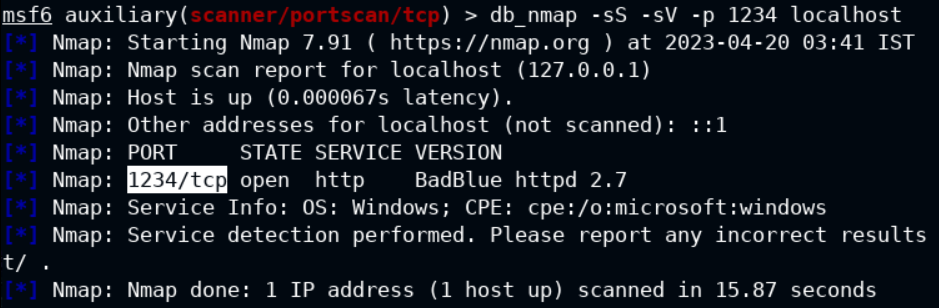 msf6 auxiliary(scanner/portscan/tcp) > db_nmap -sS -sV -p 1234 localhost
[*] Nmap: Starting Nmap 7.91 ( https://nmap.org ) at 2023-04-20 03:41 IST
[*] Nmap: Nmap scan report for localhost (127.0.0.1)
[*] Nmap: Host is up (0.000067s latency).
[*] Nmap: Other addresses for localhost (not scanned): ::1
[*] Nmap: PORT     STATE SERVICE VERSION
[*] Nmap: 1234/tcp open  http    BadBlue httpd 2.7
[*] Nmap: Service Info: OS: Windows; CPE: cpe:/o:microsoft:windows
[*] Nmap: Service detection performed. Please report any incorrect results
t/ .
[*] Nmap: Nmap done: 1 IP address (1 host up) scanned in 15.87 seconds